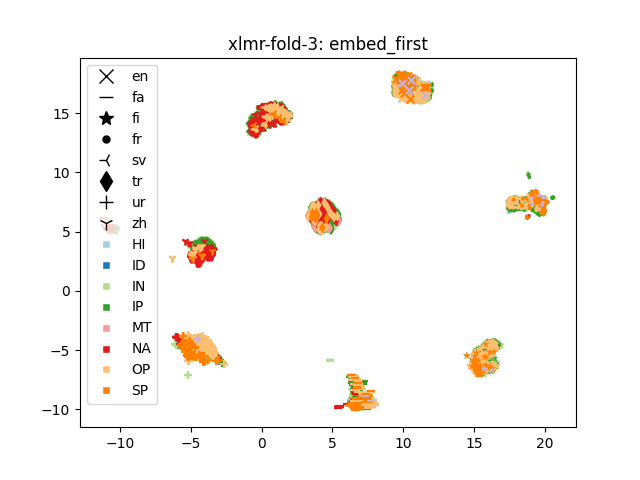 xlmr-fold-3: embed_first
en
fa
fi
fr
sv
tr
ur
zh
HI
ID
IN
IP
MT
NA
OP
SP
15
10
5
0
−5
−10
−10 −5 0 5 10 15 20